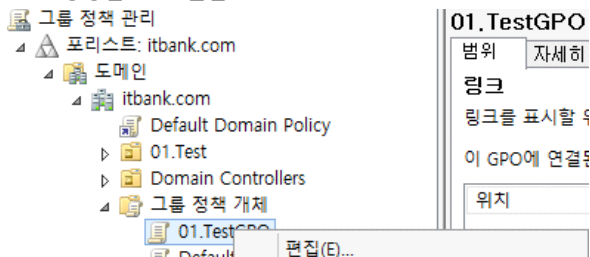 그룹 정책 관리
포리스트: itbank.com
도메인
itbank.com
Default Domain Policy
01.Test
Domain Controllers
그룹 정책 개체
01.TestGPO
Default
편집(E)...
01.TestGPO
범위
자세히
링크
링크를 표시할
이 GPO에 연결된
위치